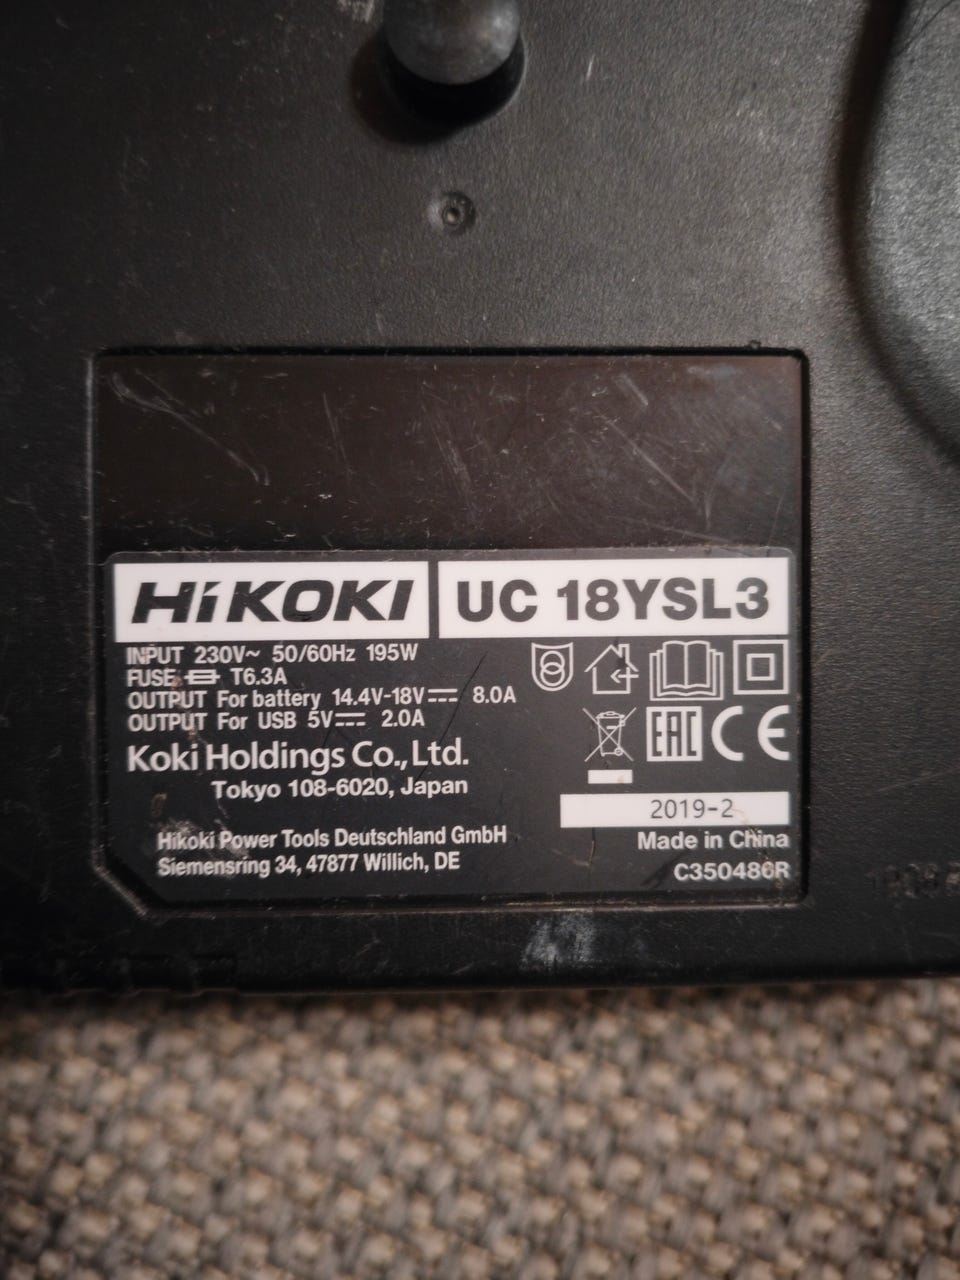 HiKOKI
UC 18YSL3
INPUT 230V~ 50/60Hz 195W
FUSE T6.3A
OUTPUT For battery 14.4V-18V 8.0A
OUTPUT For USB 5V 2.0A
Koki Holdings Co., Ltd.
Tokyo 108-6020, Japan
Hikoki Power Tools Deutschland GmbH
Siemensring 34, 47877 Willich, DE
EAC CE
2019-2
Made in China
C350486R